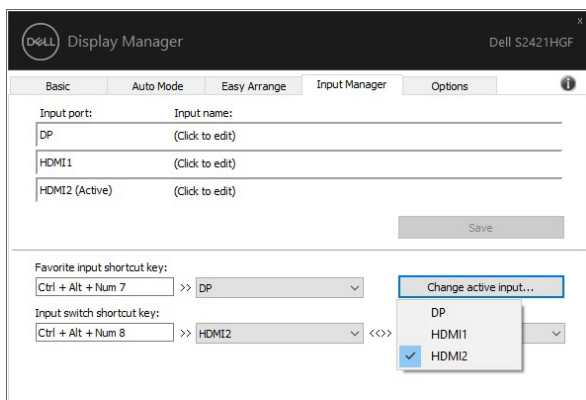 DELL Display Manager Dell S2421HGF
x
Basic Auto Mode Easy Arrange Input Manager Options i
Input port: Input name:
DP (Click to edit)
HDMI1 (Click to edit)
HDMI2 (Active) (Click to edit)
Save
Favorite input shortcut key:
Ctrl + Alt + Num 7 >> DP Change active input...
Input switch shortcut key:
Ctrl + Alt + Num 8 >> HDMI2 <<>>
DP
HDMI1
HDMI2